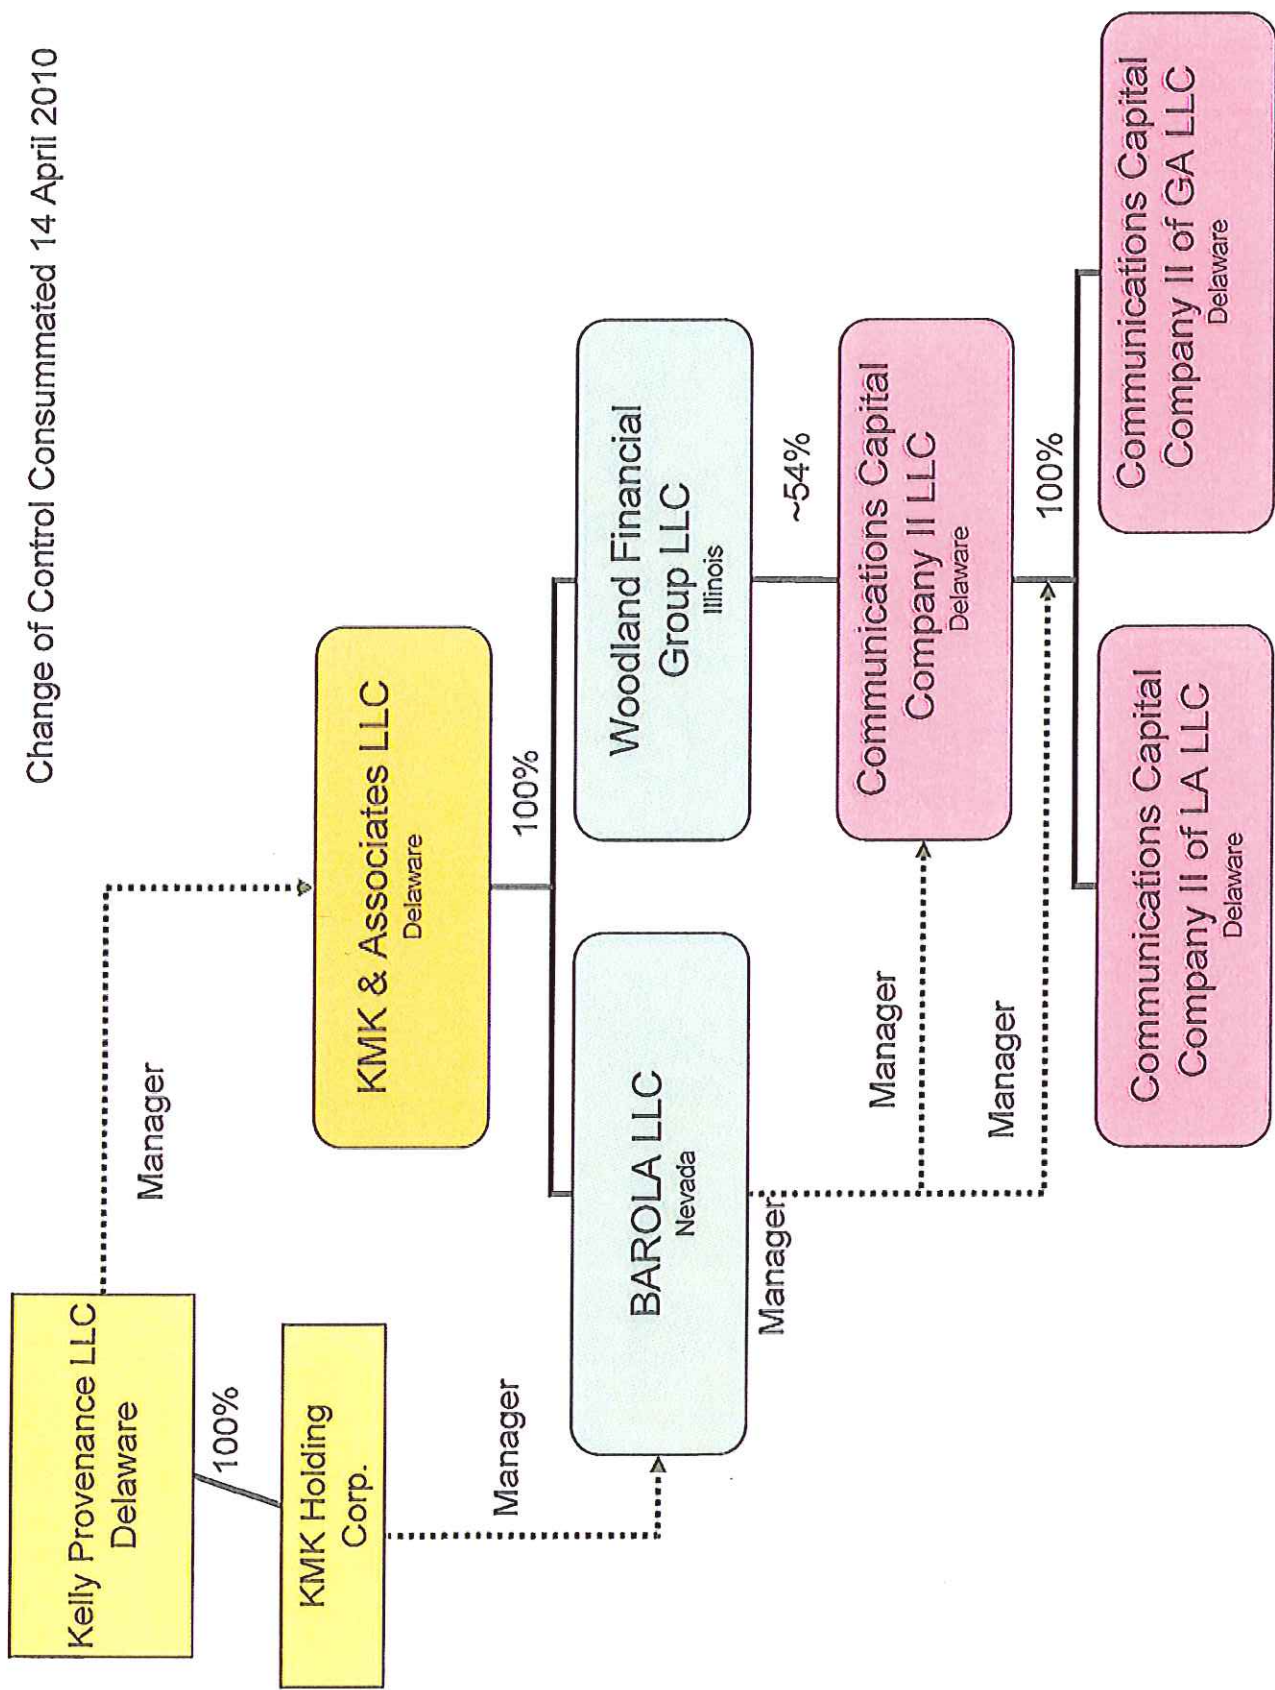 Change of Control Consummated 14 April 2010
Kelly Provenance LLC
Delaware
Manager
100%
KMK Holding
Corp.
KMK & Associates LLC
Delaware
Manager
100%
BAROLA LLC
Nevada
Woodland Financial
Group LLC
Illinois
Manager
~54%
Manager
Communications Capital
Company II LLC
Delaware
Manager
100%
Communications Capital
Company II of LA LLC
Delaware
Communications Capital
Company II of GA LLC
Delaware